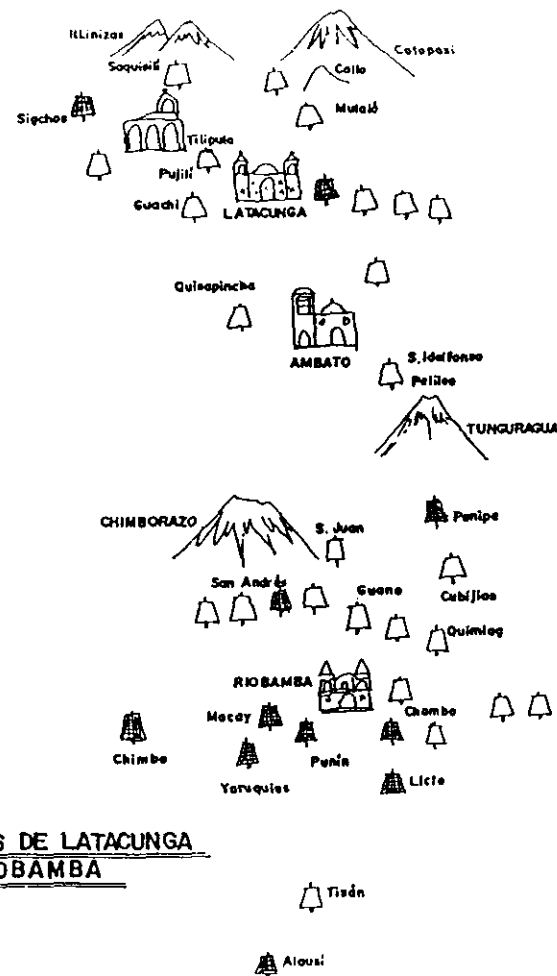 ILLinizas
Cotopaxi
Saquisilí
Callo
Sigchos
Mulaló
Tilipulo
Pujilí
Guachi
LATACUNGA
Quisapincha
AMBATO
S. Idelfonso
Pelileo
TUNGURAGUA
CHIMBORAZO
S. Juan
Penipe
San Andrés
Guano
Cubijíes
Quimiag
RIOBAMBA
Chambo
Macay
Chimbo
Punín
Yaruquíes
Licto
S DE LATACUNGA
OBAMBA
Tixán
Alausí